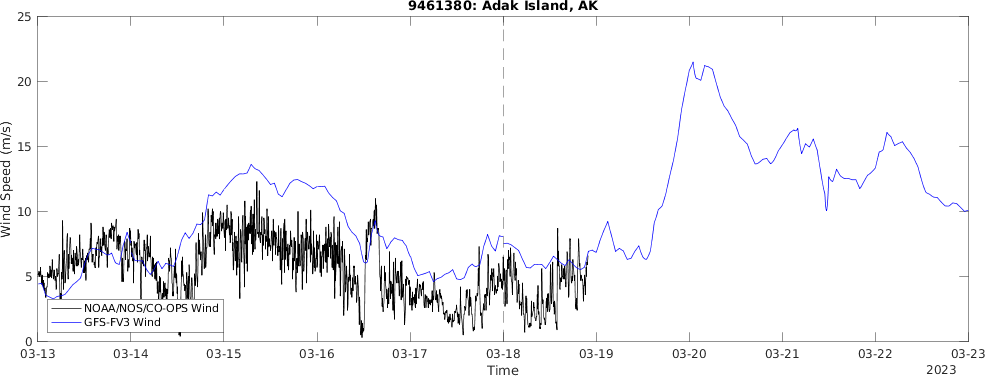 9461380: Adak Island, AK
25
20
15
10
5
0
Wind Speed (m/s)
NOAA/NOS/CO-OPS Wind
GFS-FV3 Wind
03-13 03-14 03-15 03-16 03-17 03-18 03-19 03-20 03-21 03-22 03-23
Time
2023